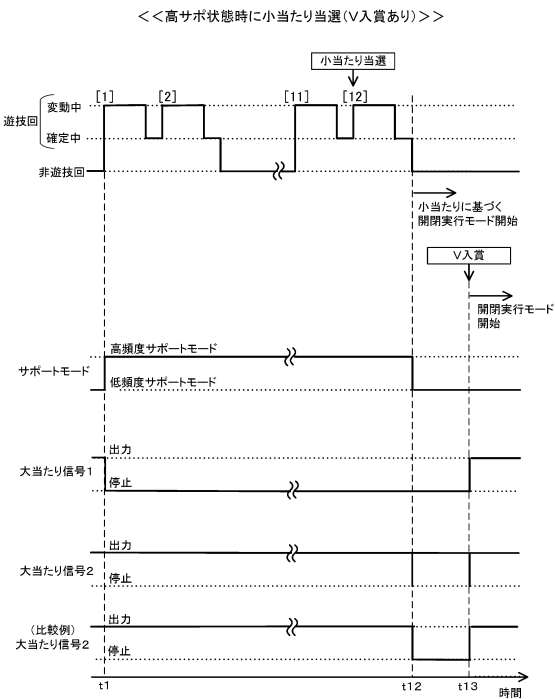 ＜＜高サポ状態時に小当たり当選(Ｖ入賞あり)＞＞
小当たり当選
[1]
[2]
[11]
[12]
遊技回
変動中
確定中
非遊技回
小当たりに基づく
開閉実行モード開始
Ｖ入賞
開閉実行モード
開始
サポートモード
高頻度サポートモード
低頻度サポートモード
大当たり信号1
出力
停止
大当たり信号2
出力
停止
(比較例)
大当たり信号2
出力
停止
t1
t12
t13
時間